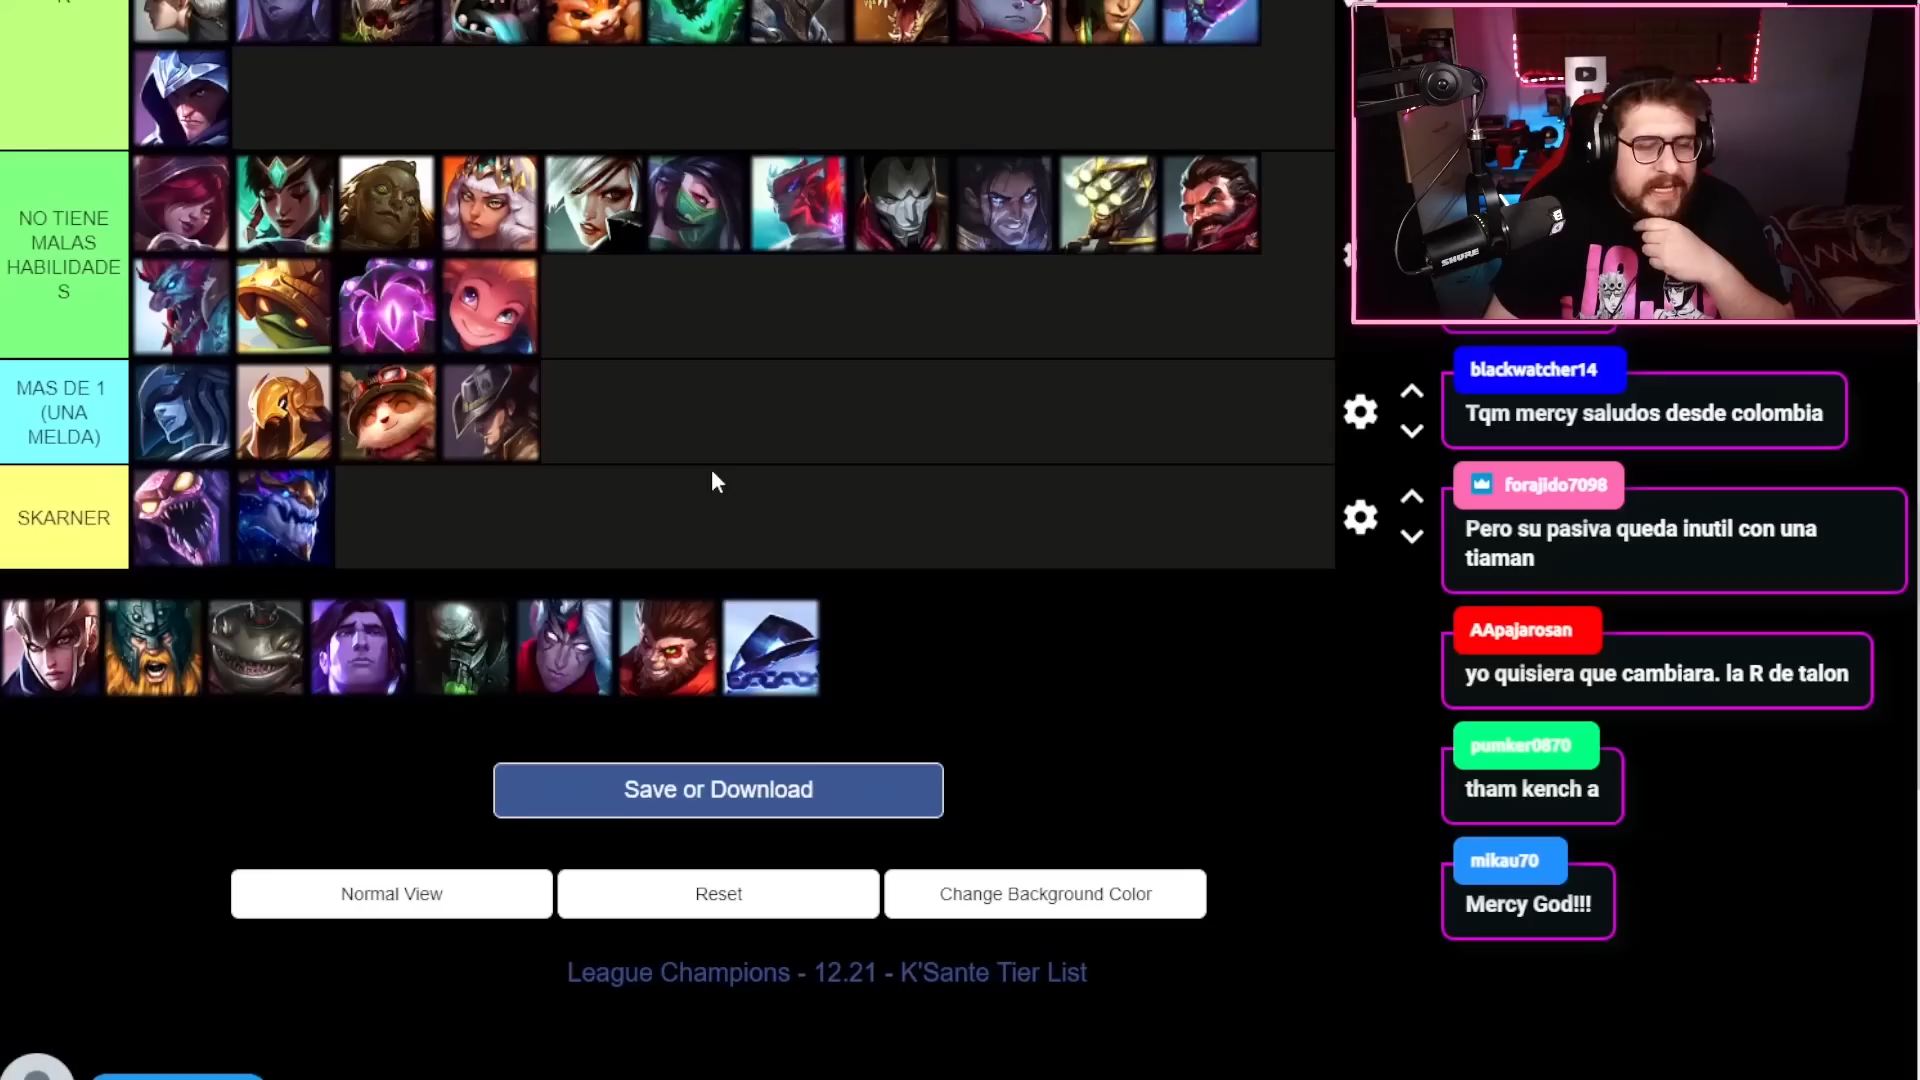 NO TIENE
MALAS
HABILIDADE
S
MAS DE 1
(UNA
MELDA)
SKARNER
SHURE
blackwatcher14
Tqm mercy saludos desde colombia
forajido7098
Pero su pasiva queda inutil con una
tiaman
AApajarosan
yo quisiera que cambiara. la R de talon
pumker0870
tham kench a
mikau70
Mercy God!!!
Save or Download
Normal View
Reset
Change Background Color
League Champions - 12.21 - K'Sante Tier List